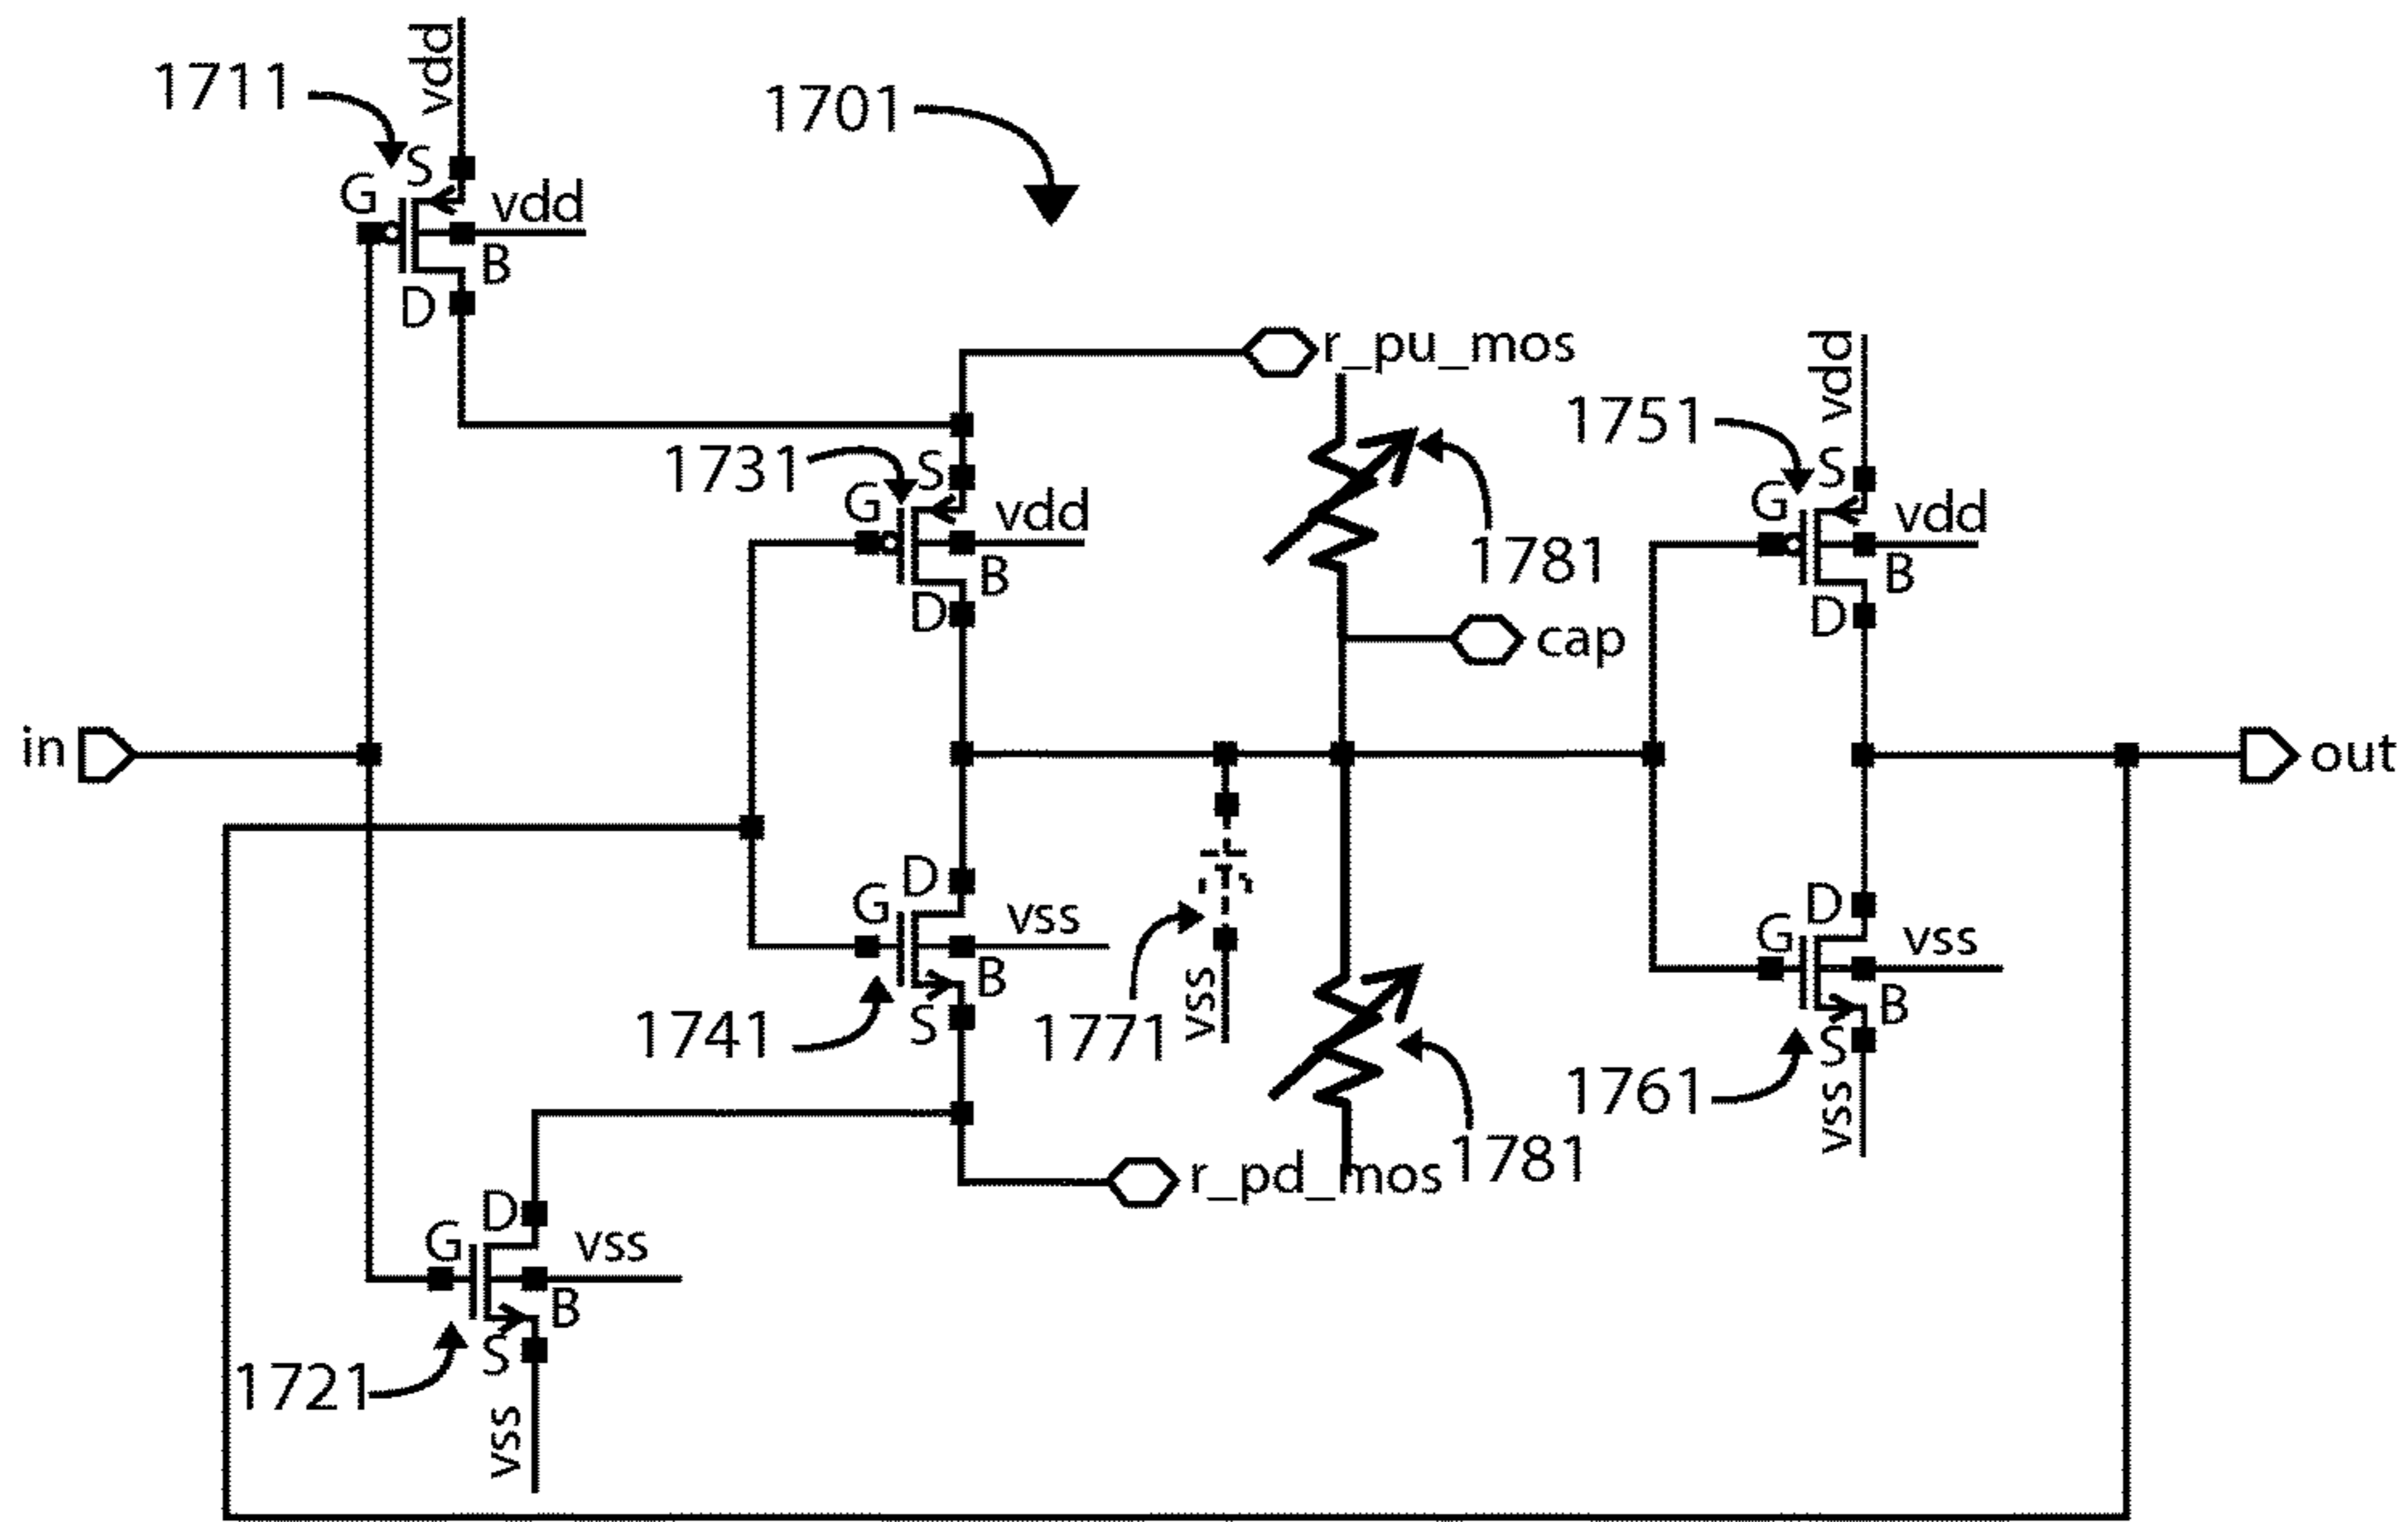 vdd
1711
1701
S
G
vdd
B
D
r_pu_mos
vdd
1751
1731
S
G
vdd
B
D
1781
S
G
vdd
B
D
cap
in
out
D
G
vss
B
S
1741
1771
vss
D
G
vss
B
S
1761
vss
1781
r_pd_mos
D
G
vss
B
S
1721
vss